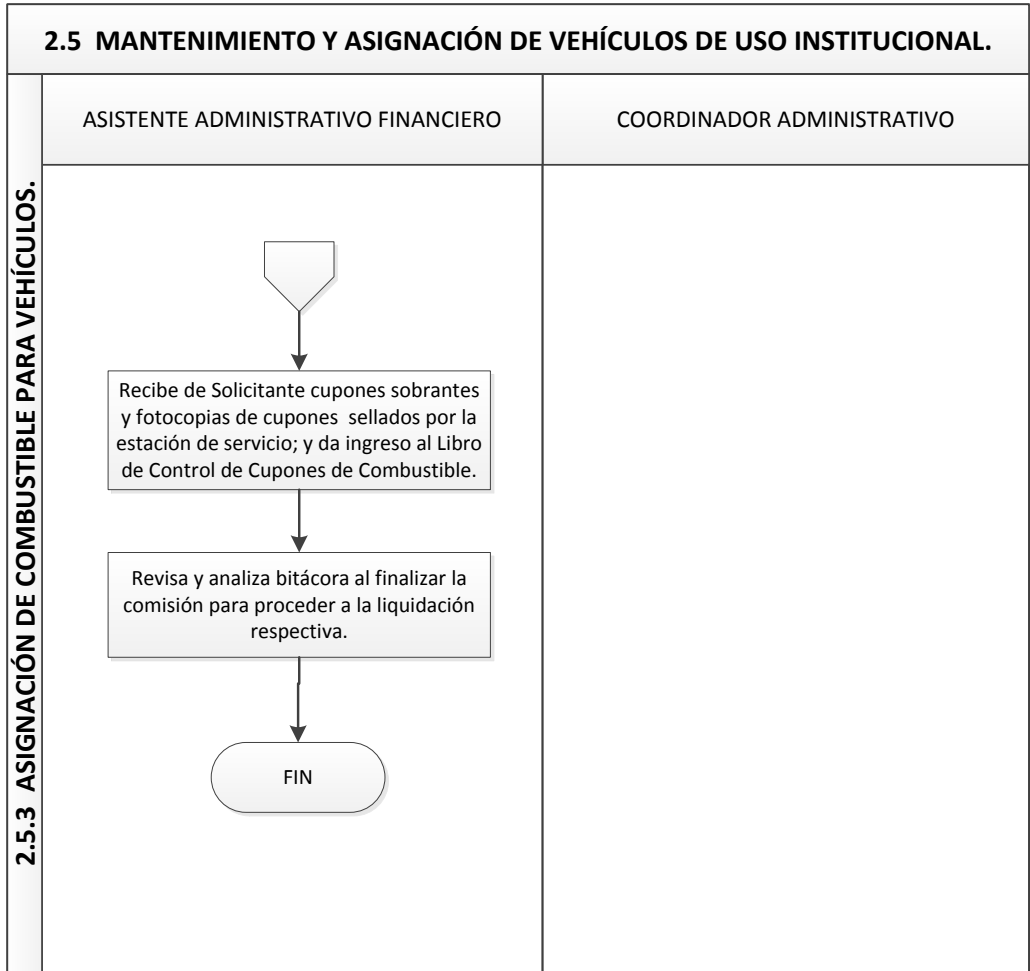 2.5 MANTENIMIENTO Y ASIGNACIÓN DE VEHÍCULOS DE USO INSTITUCIONAL.
2.5.3 ASIGNACIÓN DE COMBUSTIBLE PARA VEHÍCULOS.
ASISTENTE ADMINISTRATIVO FINANCIERO
COORDINADOR ADMINISTRATIVO
Recibe de Solicitante cupones sobrantes
y fotocopias de cupones sellados por la
estación de servicio; y da ingreso al Libro
de Control de Cupones de Combustible.
Revisa y analiza bitácora al finalizar la
comisión para proceder a la liquidación
respectiva.
FIN